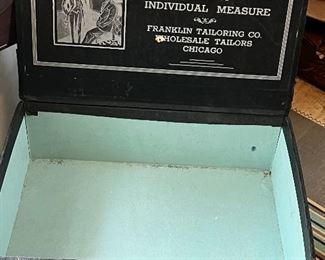 INDIVIDUAL MEASURE
FRANKLIN TAILORING CO.
WHOLESALE TAILORS
CHICAGO